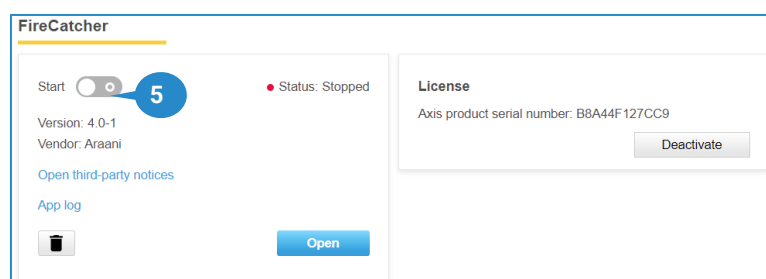 FireCatcher
Start
5
Status: Stopped
Version: 4.0-1
Vendor: Araani
Open third-party notices
App log
Open
License
Axis product serial number: B8A44F127CC9
Deactivate